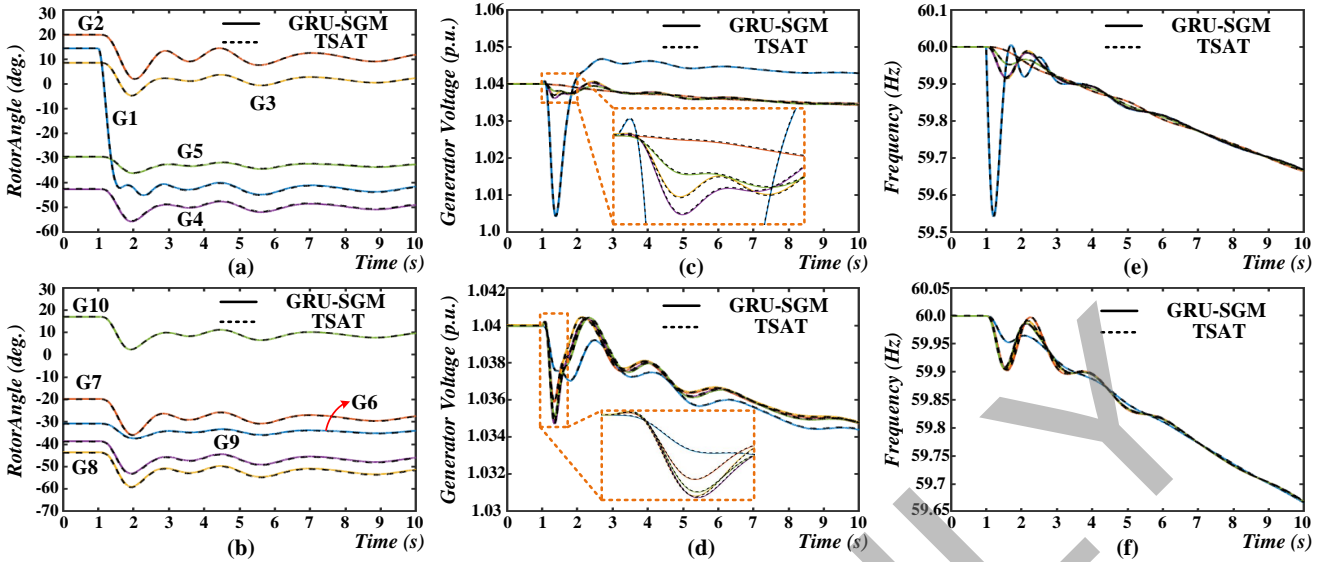 30
20
10
0
-10
-20
-30
-40
-50
-60
RotorAngle (deg.)
G2
G3
G1
G5
G4
GRU-SGM
TSAT
0 1 2 3 4 5 6 7 8 9 10
(a)
Time (s)
1.06
1.05
1.04
1.03
1.02
1.01
1.0
Generator Voltage (p.u.)
GRU-SGM
TSAT
0 1 2 3 4 5 6 7 8 9 10
(c)
Time (s)
60.1
60.0
59.9
59.8
59.7
59.6
59.5
Frequency (Hz)
GRU-SGM
TSAT
0 1 2 3 4 5 6 7 8 9 10
(e)
Time (s)
30
20
10
0
-10
-20
-30
-40
-50
-60
-70
RotorAngle (deg.)
G10
G7
G6
G9
G8
GRU-SGM
TSAT
0 1 2 3 4 5 6 7 8 9 10
(b)
Time (s)
1.042
1.04
1.038
1.036
1.034
1.032
1.03
Generator Voltage (p.u.)
GRU-SGM
TSAT
0 1 2 3 4 5 6 7 8 9 10
(d)
Time (s)
60.05
60.0
59.95
59.9
59.85
59.8
59.75
59.7
59.65
Frequency (Hz)
GRU-SGM
TSAT
0 1 2 3 4 5 6 7 8 9 10
(f)
Time (s)